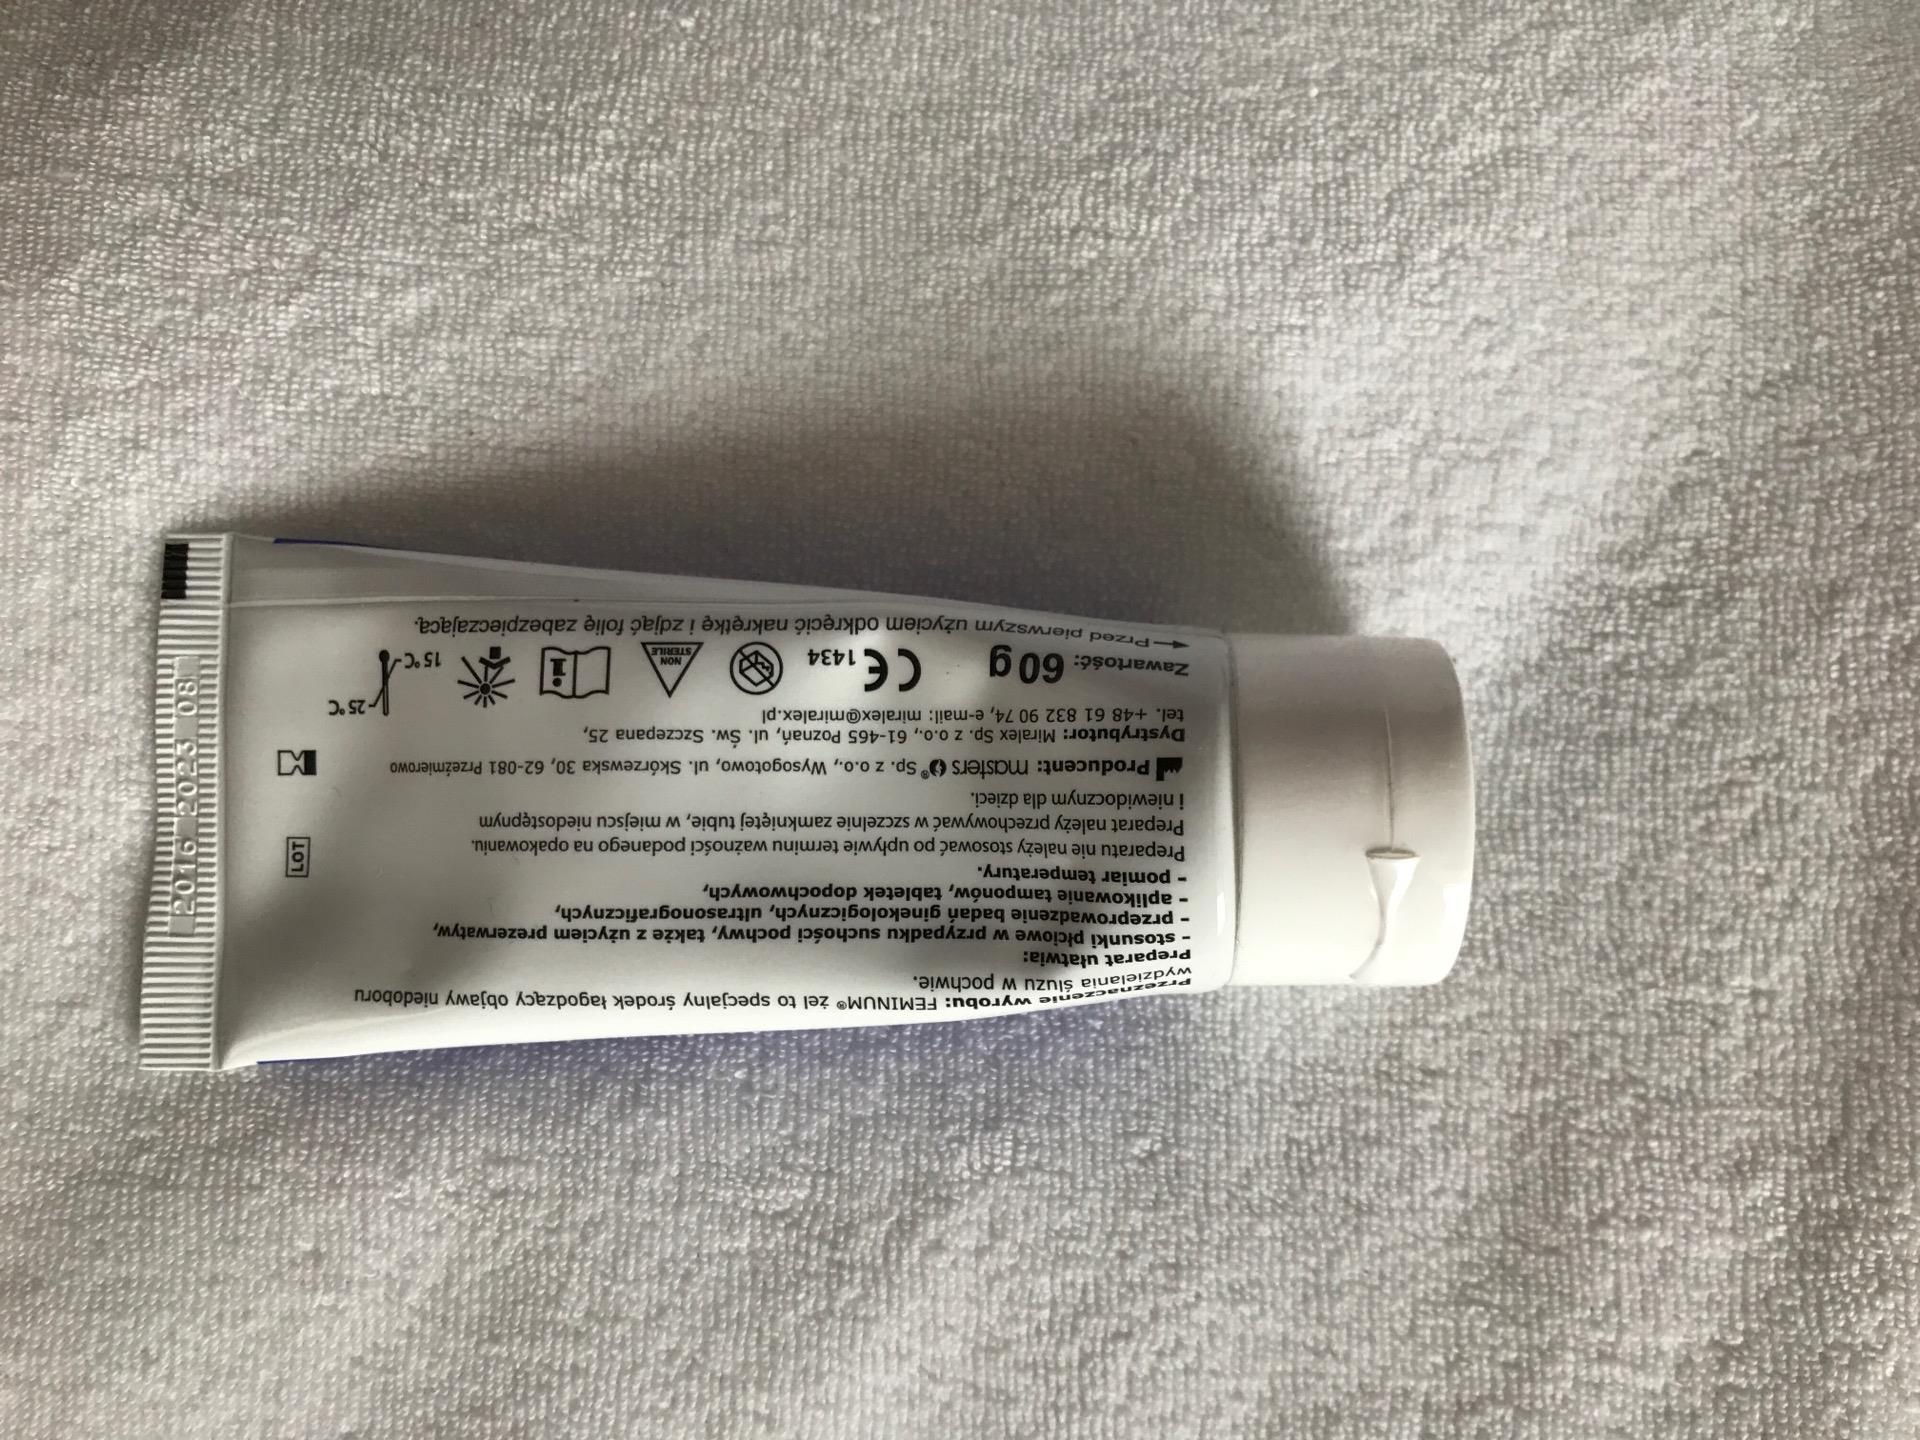 Przeznaczenie wyrobu: FEMINUM® żel to specjalny środek łagodzący objawy niedoboru
wydzielania śluzu w pochwie.
Preparat ułatwia:
- stosunki płciowe w przypadku suchości pochwy, także z użyciem prezerwatyw,
- przeprowadzenie badań ginekologicznych, ultrasonograficznych,
- aplikowanie tamponów, tabletek dopochwowych,
- pomiar temperatury.
Preparatu nie należy stosować po upływie terminu ważności podanego na opakowaniu.
Preparat należy przechowywać w szczelnie zamkniętej tubie, w miejscu niedostępnym
i niewidocznym dla dzieci.
Producent: masters® Sp. z o.o., Wysogotowo, ul. Skórzewska 30, 62-081 Przeźmierowo
Dystrybutor: Miralex Sp. z o.o., 61-465 Poznań, ul. Św. Szczepana 25,
tel. +48 61 832 90 74, e-mail: miralex@miralex.pl
Zawartość: 60 g CE 1434 NON STERILE 15°C 25°C
Przed pierwszym użyciem odkręcić nakrętkę i zdjąć folię zabezpieczającą.
LOT
2016 2023 08